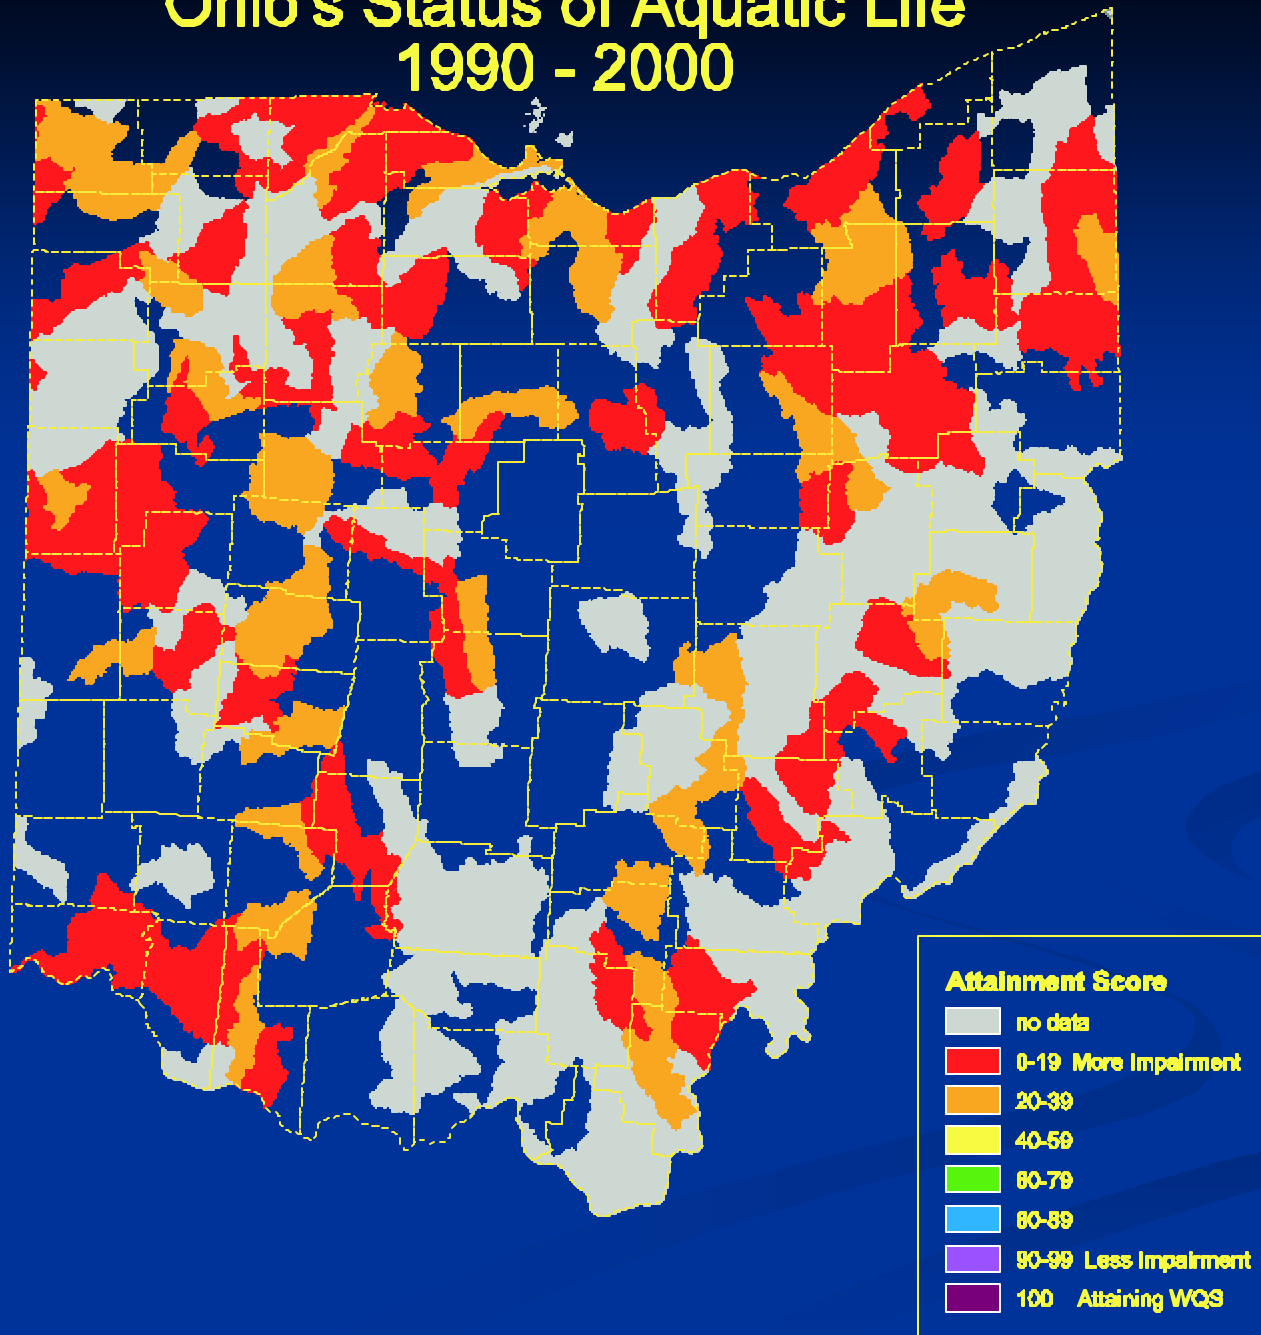 Ohio's Status of Aquatic Life
1990 - 2000
Attainment Score
no data
0-19 More Impairment
20-39
40-59
60-79
80-89
90-99 Less Impairment
100 Attaining WQS